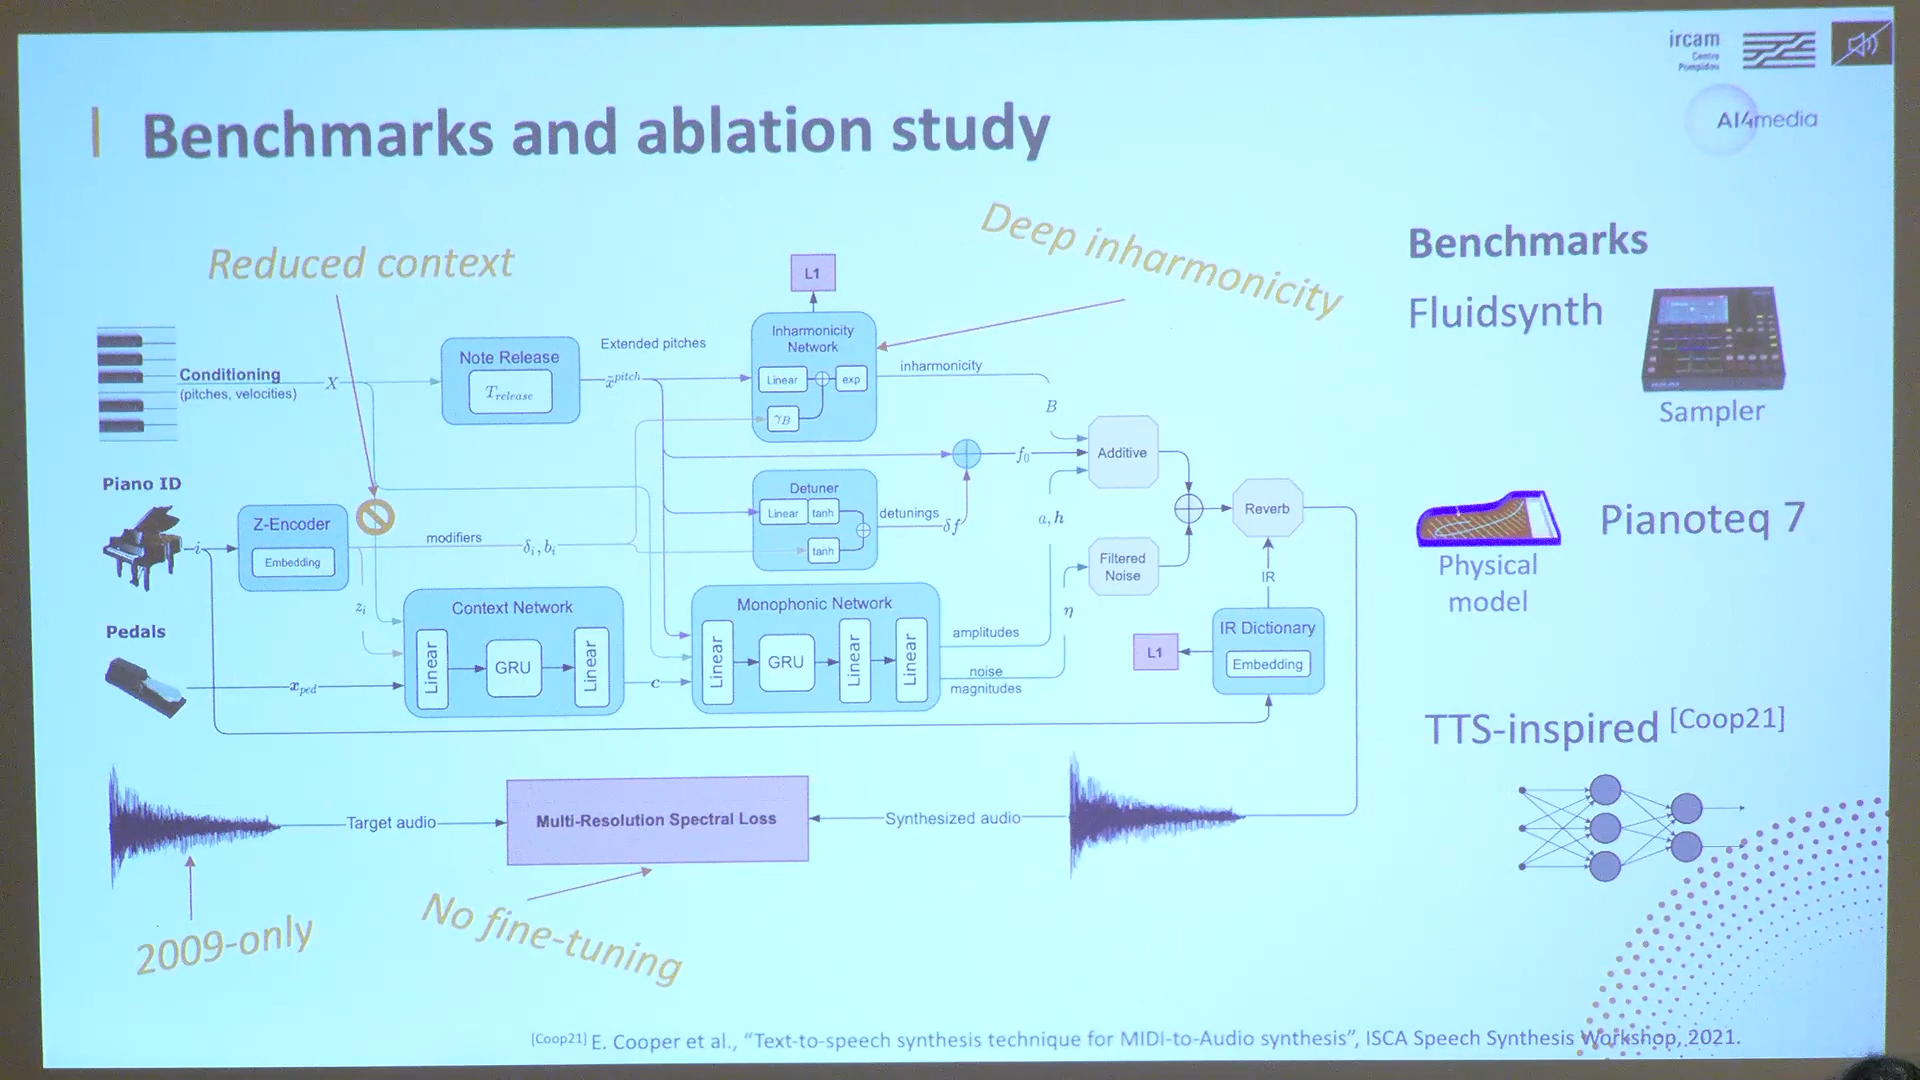 ircam
Centre
Pompidou
AI4media
Benchmarks and ablation study
Reduced context
Deep inharmonicity
Benchmarks
Fluidsynth
Sampler
Pianoteq 7
Physical
model
TTS-inspired [Coop21]
L1
Inharmonicity
Network
Linear
exp
γB
inharmonicity
B
Conditioning
(pitches, velocities)
X
Note Release
Trelease
Extended pitches
ẋpitch
f0
Additive
Piano ID
i
Z-Encoder
Embedding
modifiers
δi, bi
zi
Detuner
Linear
tanh
tanh
detunings
δf
a, h
Reverb
Filtered
Noise
η
IR
Pedals
xped
Context Network
Linear
GRU
Linear
c
Monophonic Network
Linear
GRU
Linear
Linear
amplitudes
noise
magnitudes
L1
IR Dictionary
Embedding
Target audio
Multi-Resolution Spectral Loss
Synthesized audio
2009-only
No fine-tuning
[Coop21] E. Cooper et al., “Text-to-speech synthesis technique for MIDI-to-Audio synthesis”, ISCA Speech Synthesis Workshop, 2021.